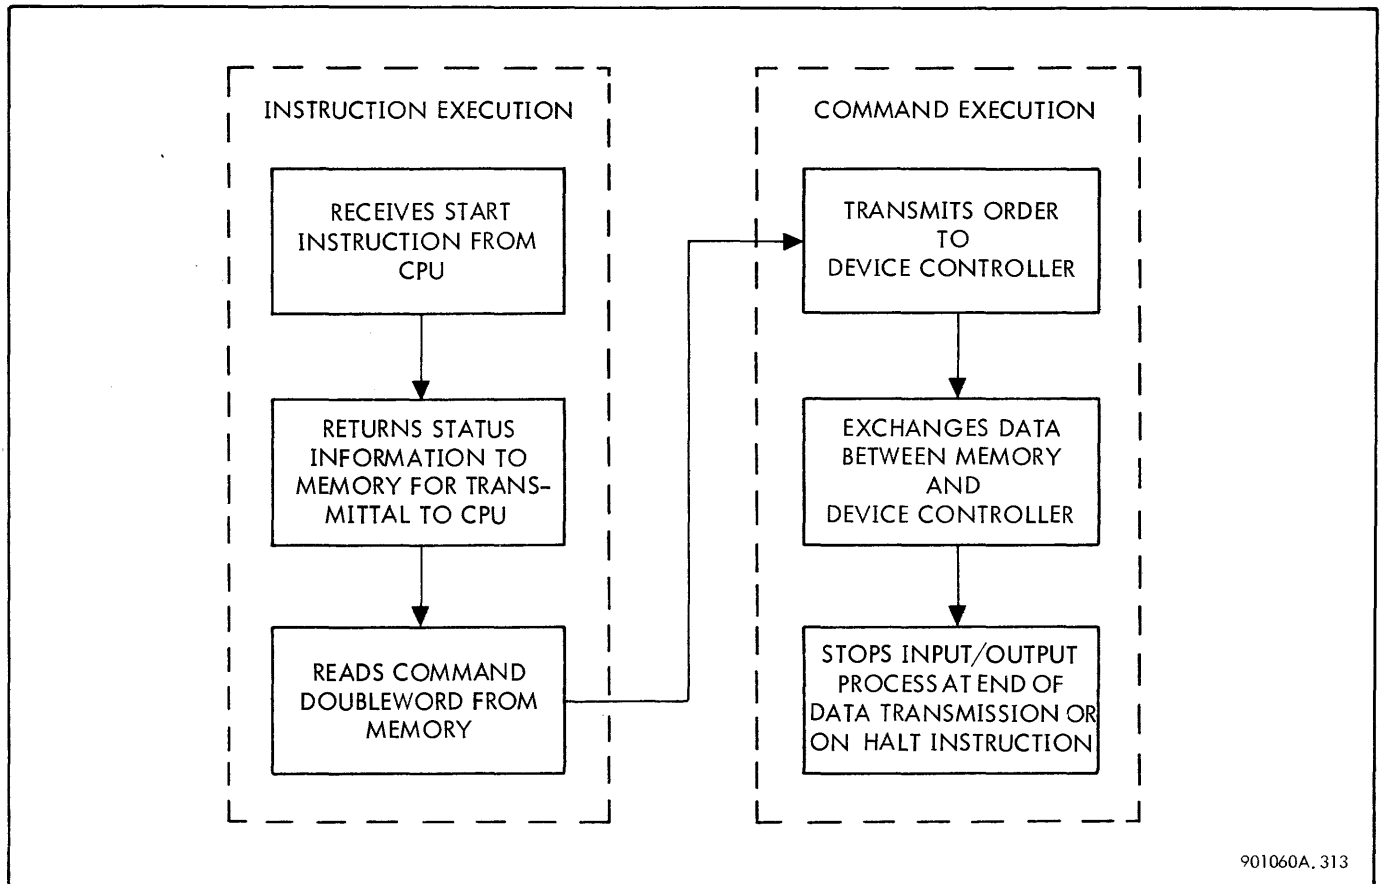 INSTRUCTION EXECUTION
RECEIVES START
INSTRUCTION FROM
CPU
RETURNS STATUS
INFORMATION TO
MEMORY FOR TRANS-
MITTAL TO CPU
READS COMMAND
DOUBLEWORD FROM
MEMORY
COMMAND EXECUTION
TRANSMITS ORDER
TO
DEVICE CONTROLLER
EXCHANGES DATA
BETWEEN MEMORY
AND
DEVICE CONTROLLER
STOPS INPUT/OUTPUT
PROCESS AT END OF
DATA TRANSMISSION OR
ON HALT INSTRUCTION
901060A.313